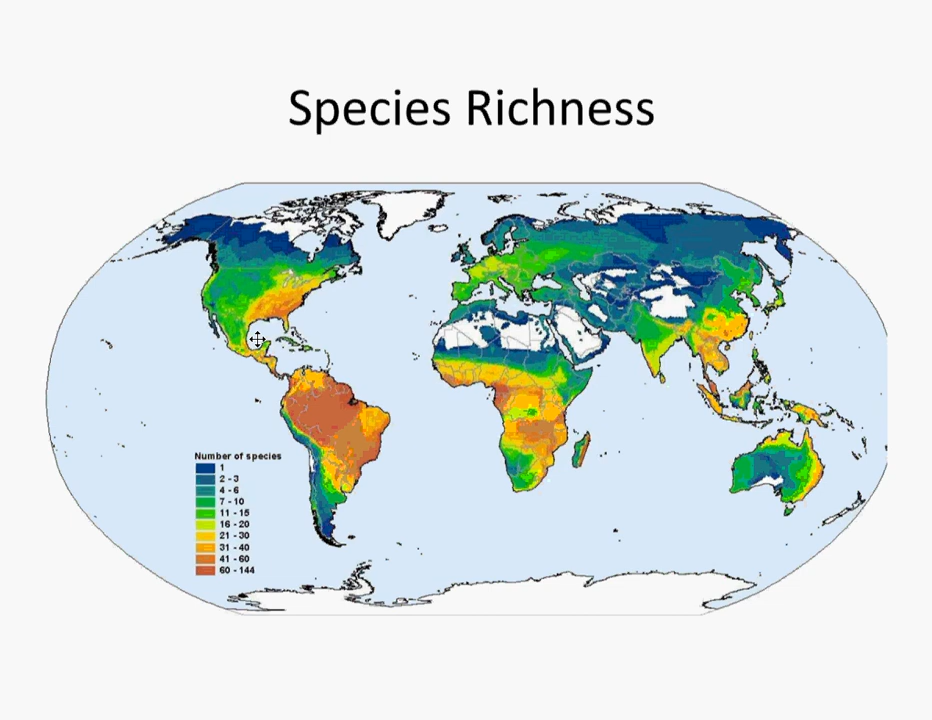 Species Richness
Number of species
1
2 - 3
4 - 6
7 - 10
11 - 15
16 - 20
21 - 30
31 - 40
41 - 60
60 - 144